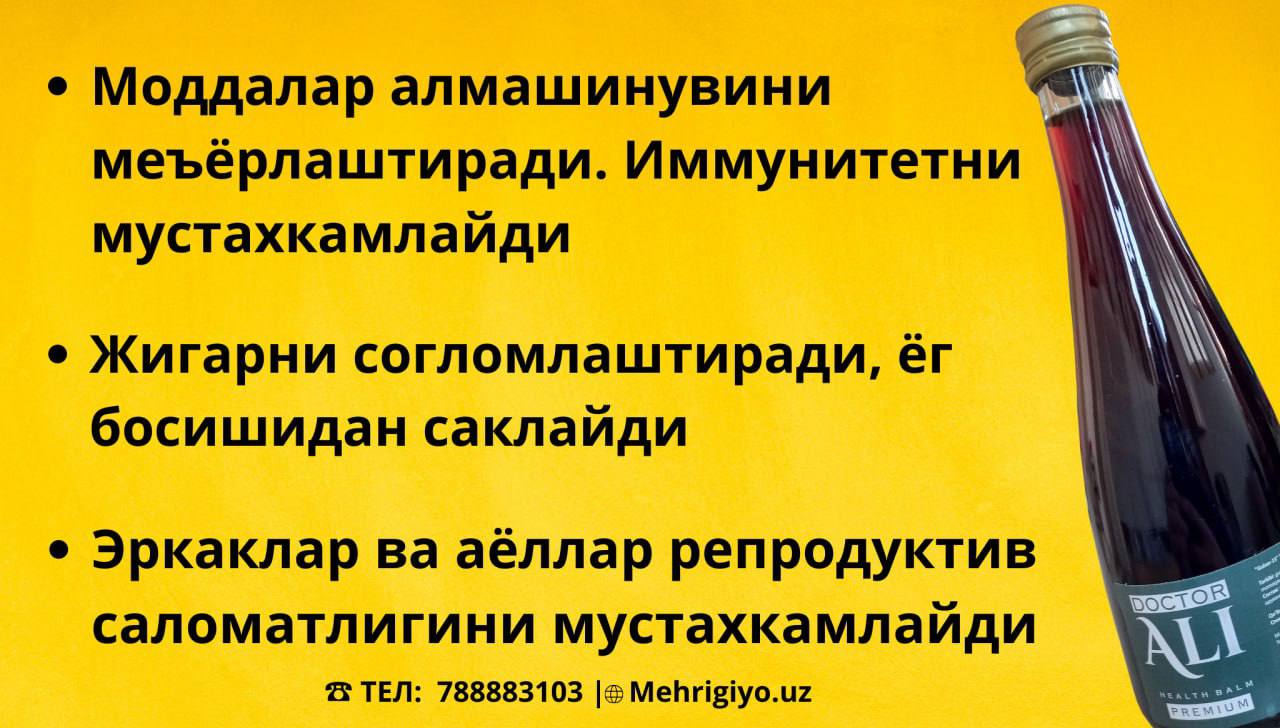 • Моддалар алмашинувини
меъёрлаштиради. Иммунитетни
мустахкамлайди
• Жигарни согломлаштиради, ёг
босишидан саклайди
• Эркаклар ва аёллар репродуктив
саломатлигини мустахкамлайди
☎ ТЕЛ: 788883103 |🌐 Mehrigiyo.uz
DOCTOR
ALI
HEALTH BALM
PREMIUM